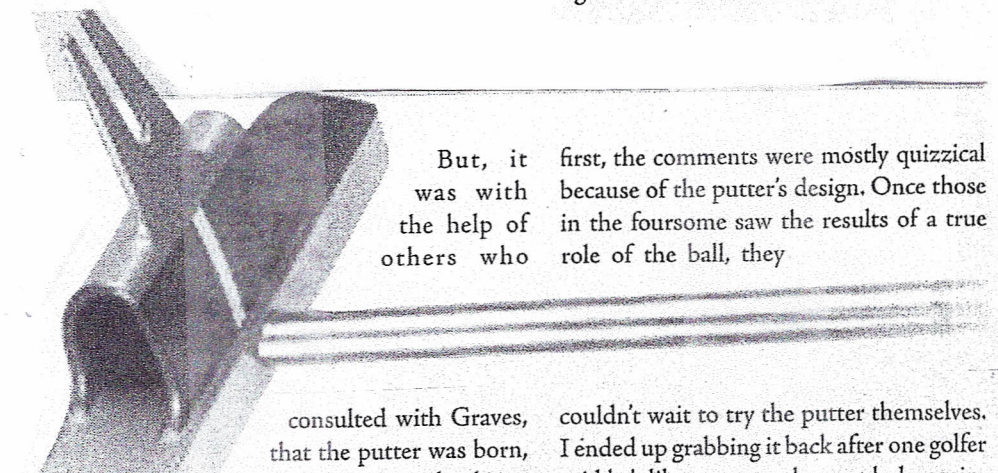 But, it
was with
the help of
others who
consulted with Graves,
that the putter was born,
first, the comments were mostly quizzical
because of the putter's design. Once those
in the foursome saw the results of a true
role of the ball, they
couldn't wait to try the putter themselves.
I ended up grabbing it back after one golfer